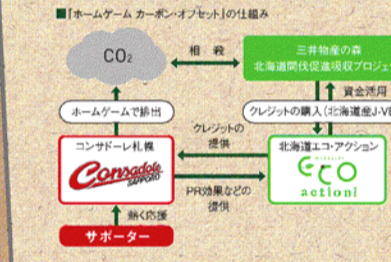 ■「ホームゲーム カーボン・オフセット」の仕組み
CO₂
相 殺
三井物産の森
北海道間伐促進吸収プロジェ
資金活用
ホームゲームで排出
クレジットの購入(北海道産J-VE
クレジットの
提供
コンサドーレ札幌
Consadole
SAPPORO
北海道エコ・アクション
eco
action!
PR効果などの
提供
熱く応援
サポーター